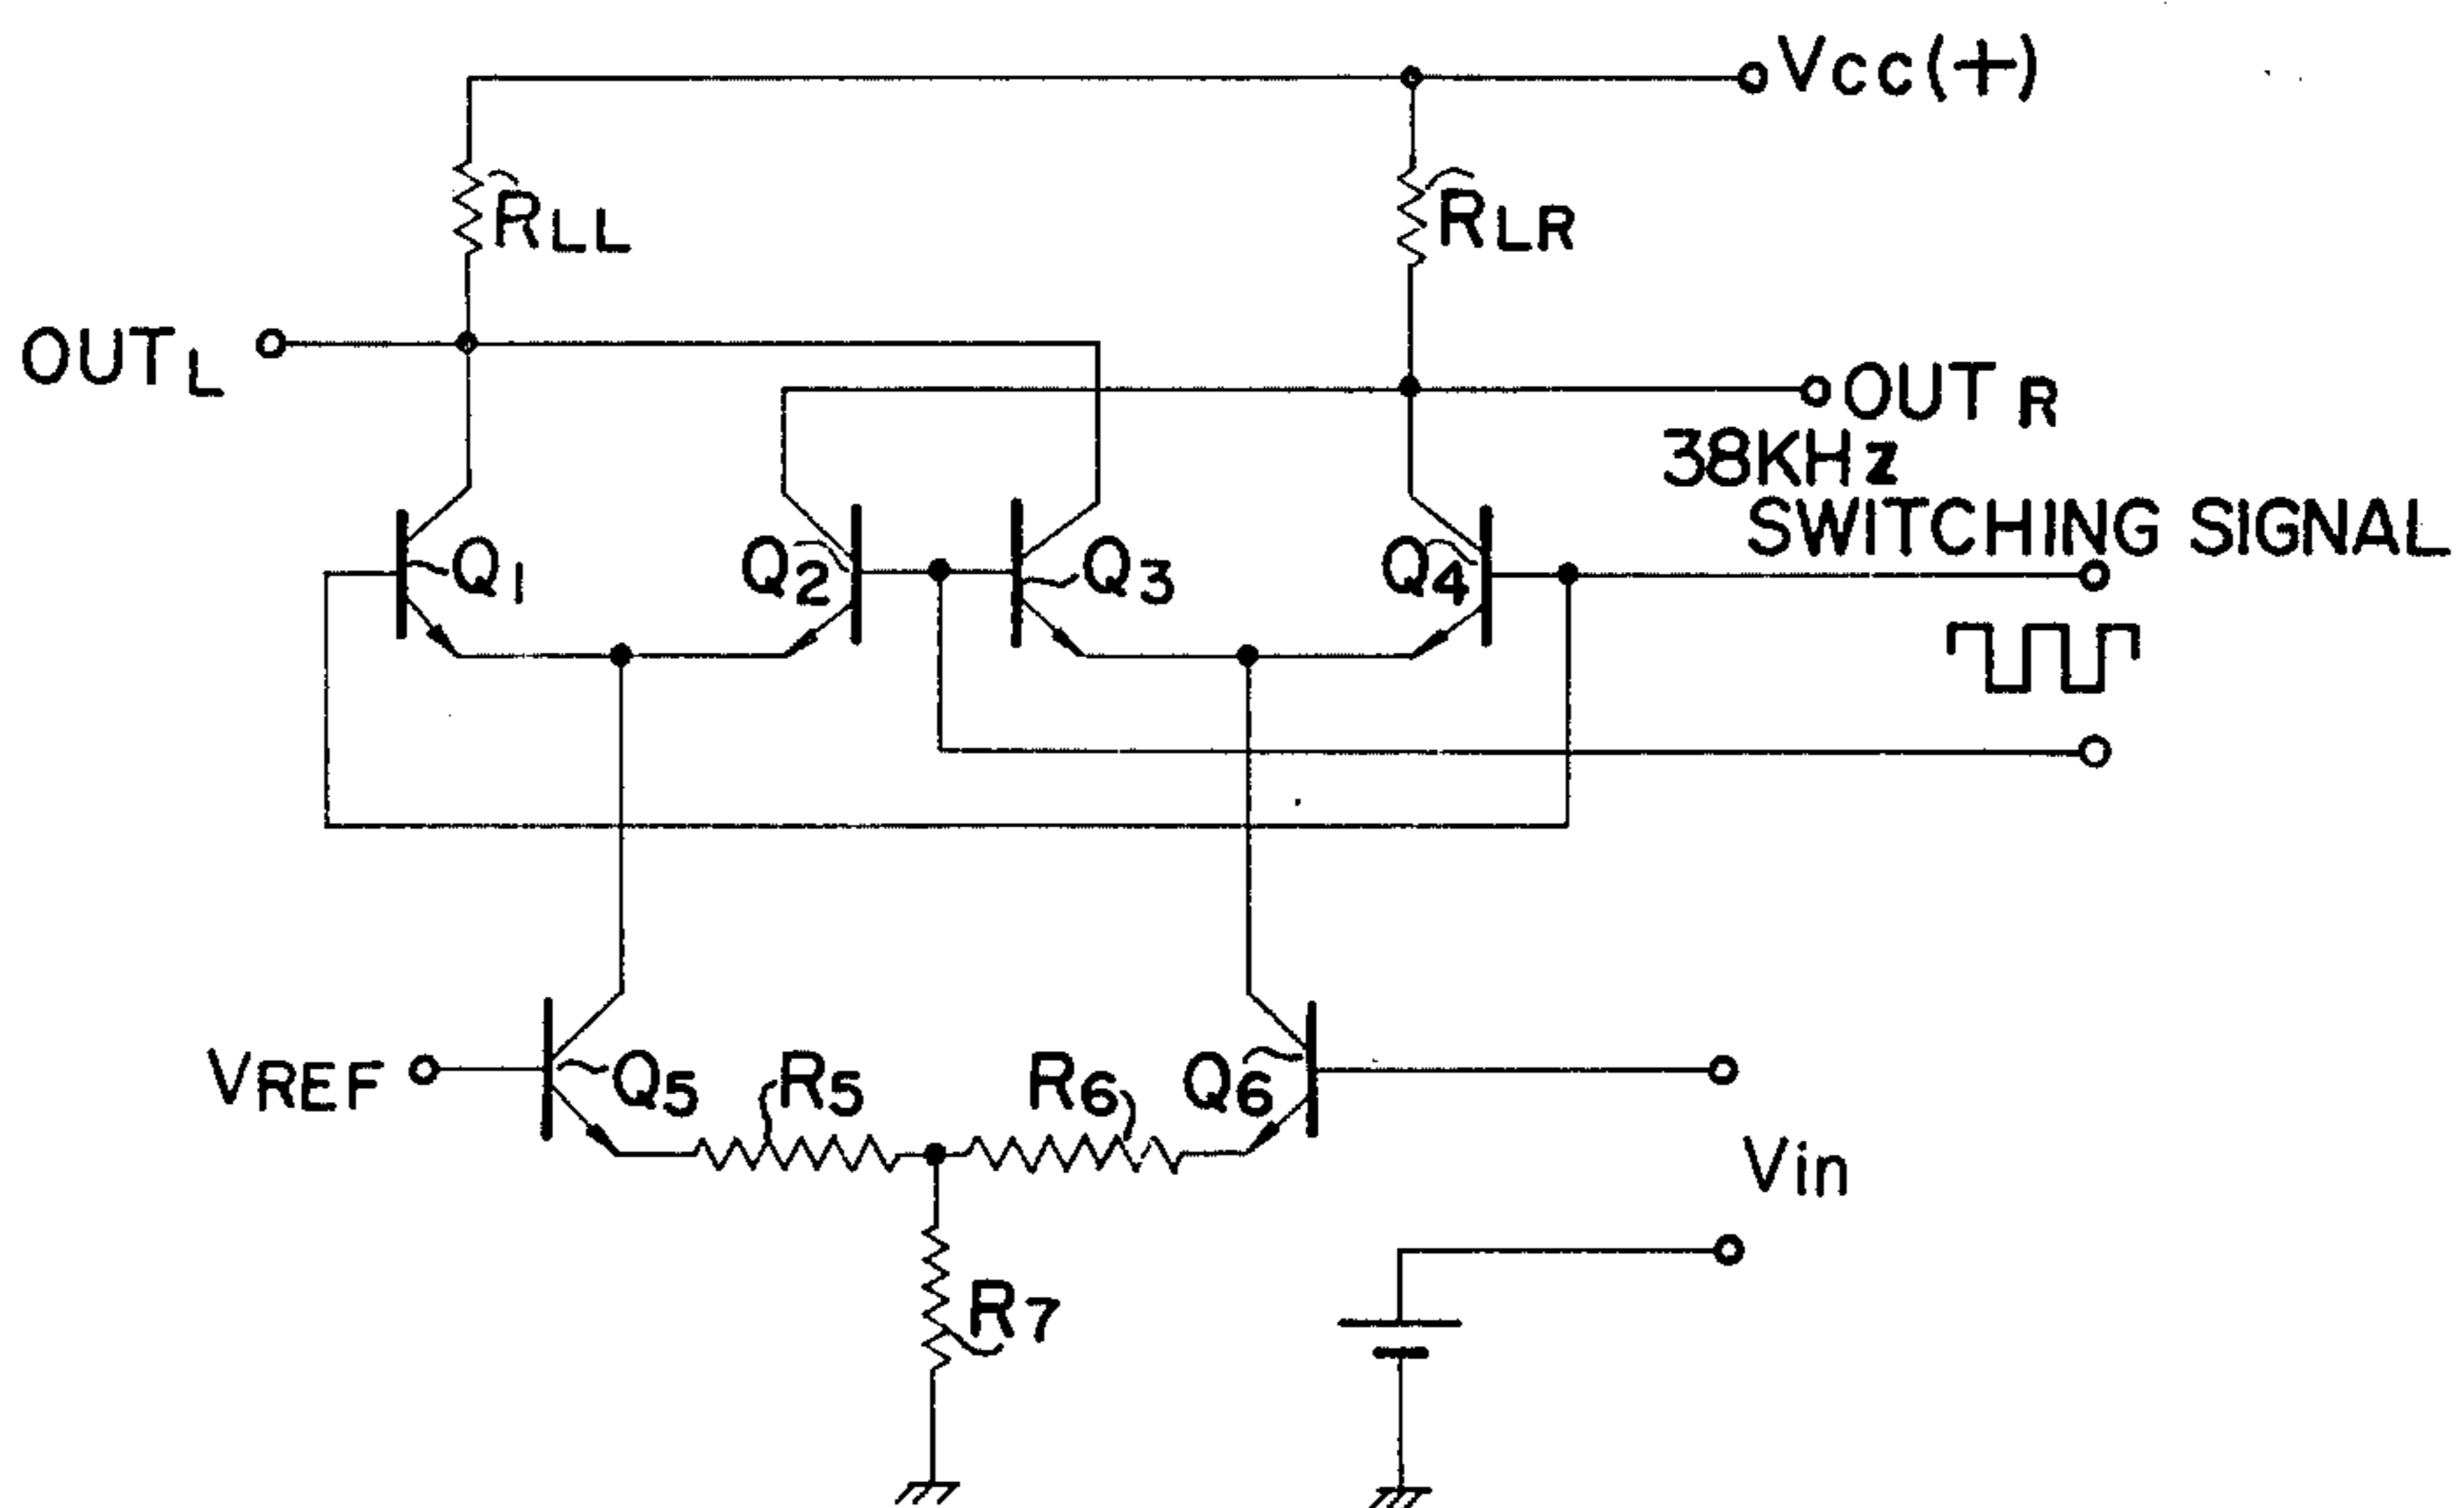 Vcc(+)
RLL
RLR
OUTL
OUTR
38KHz
SWITCHING SIGNAL
Q1
Q2
Q3
Q4
VREF
Q5
R5
R6
Q6
Vin
R7